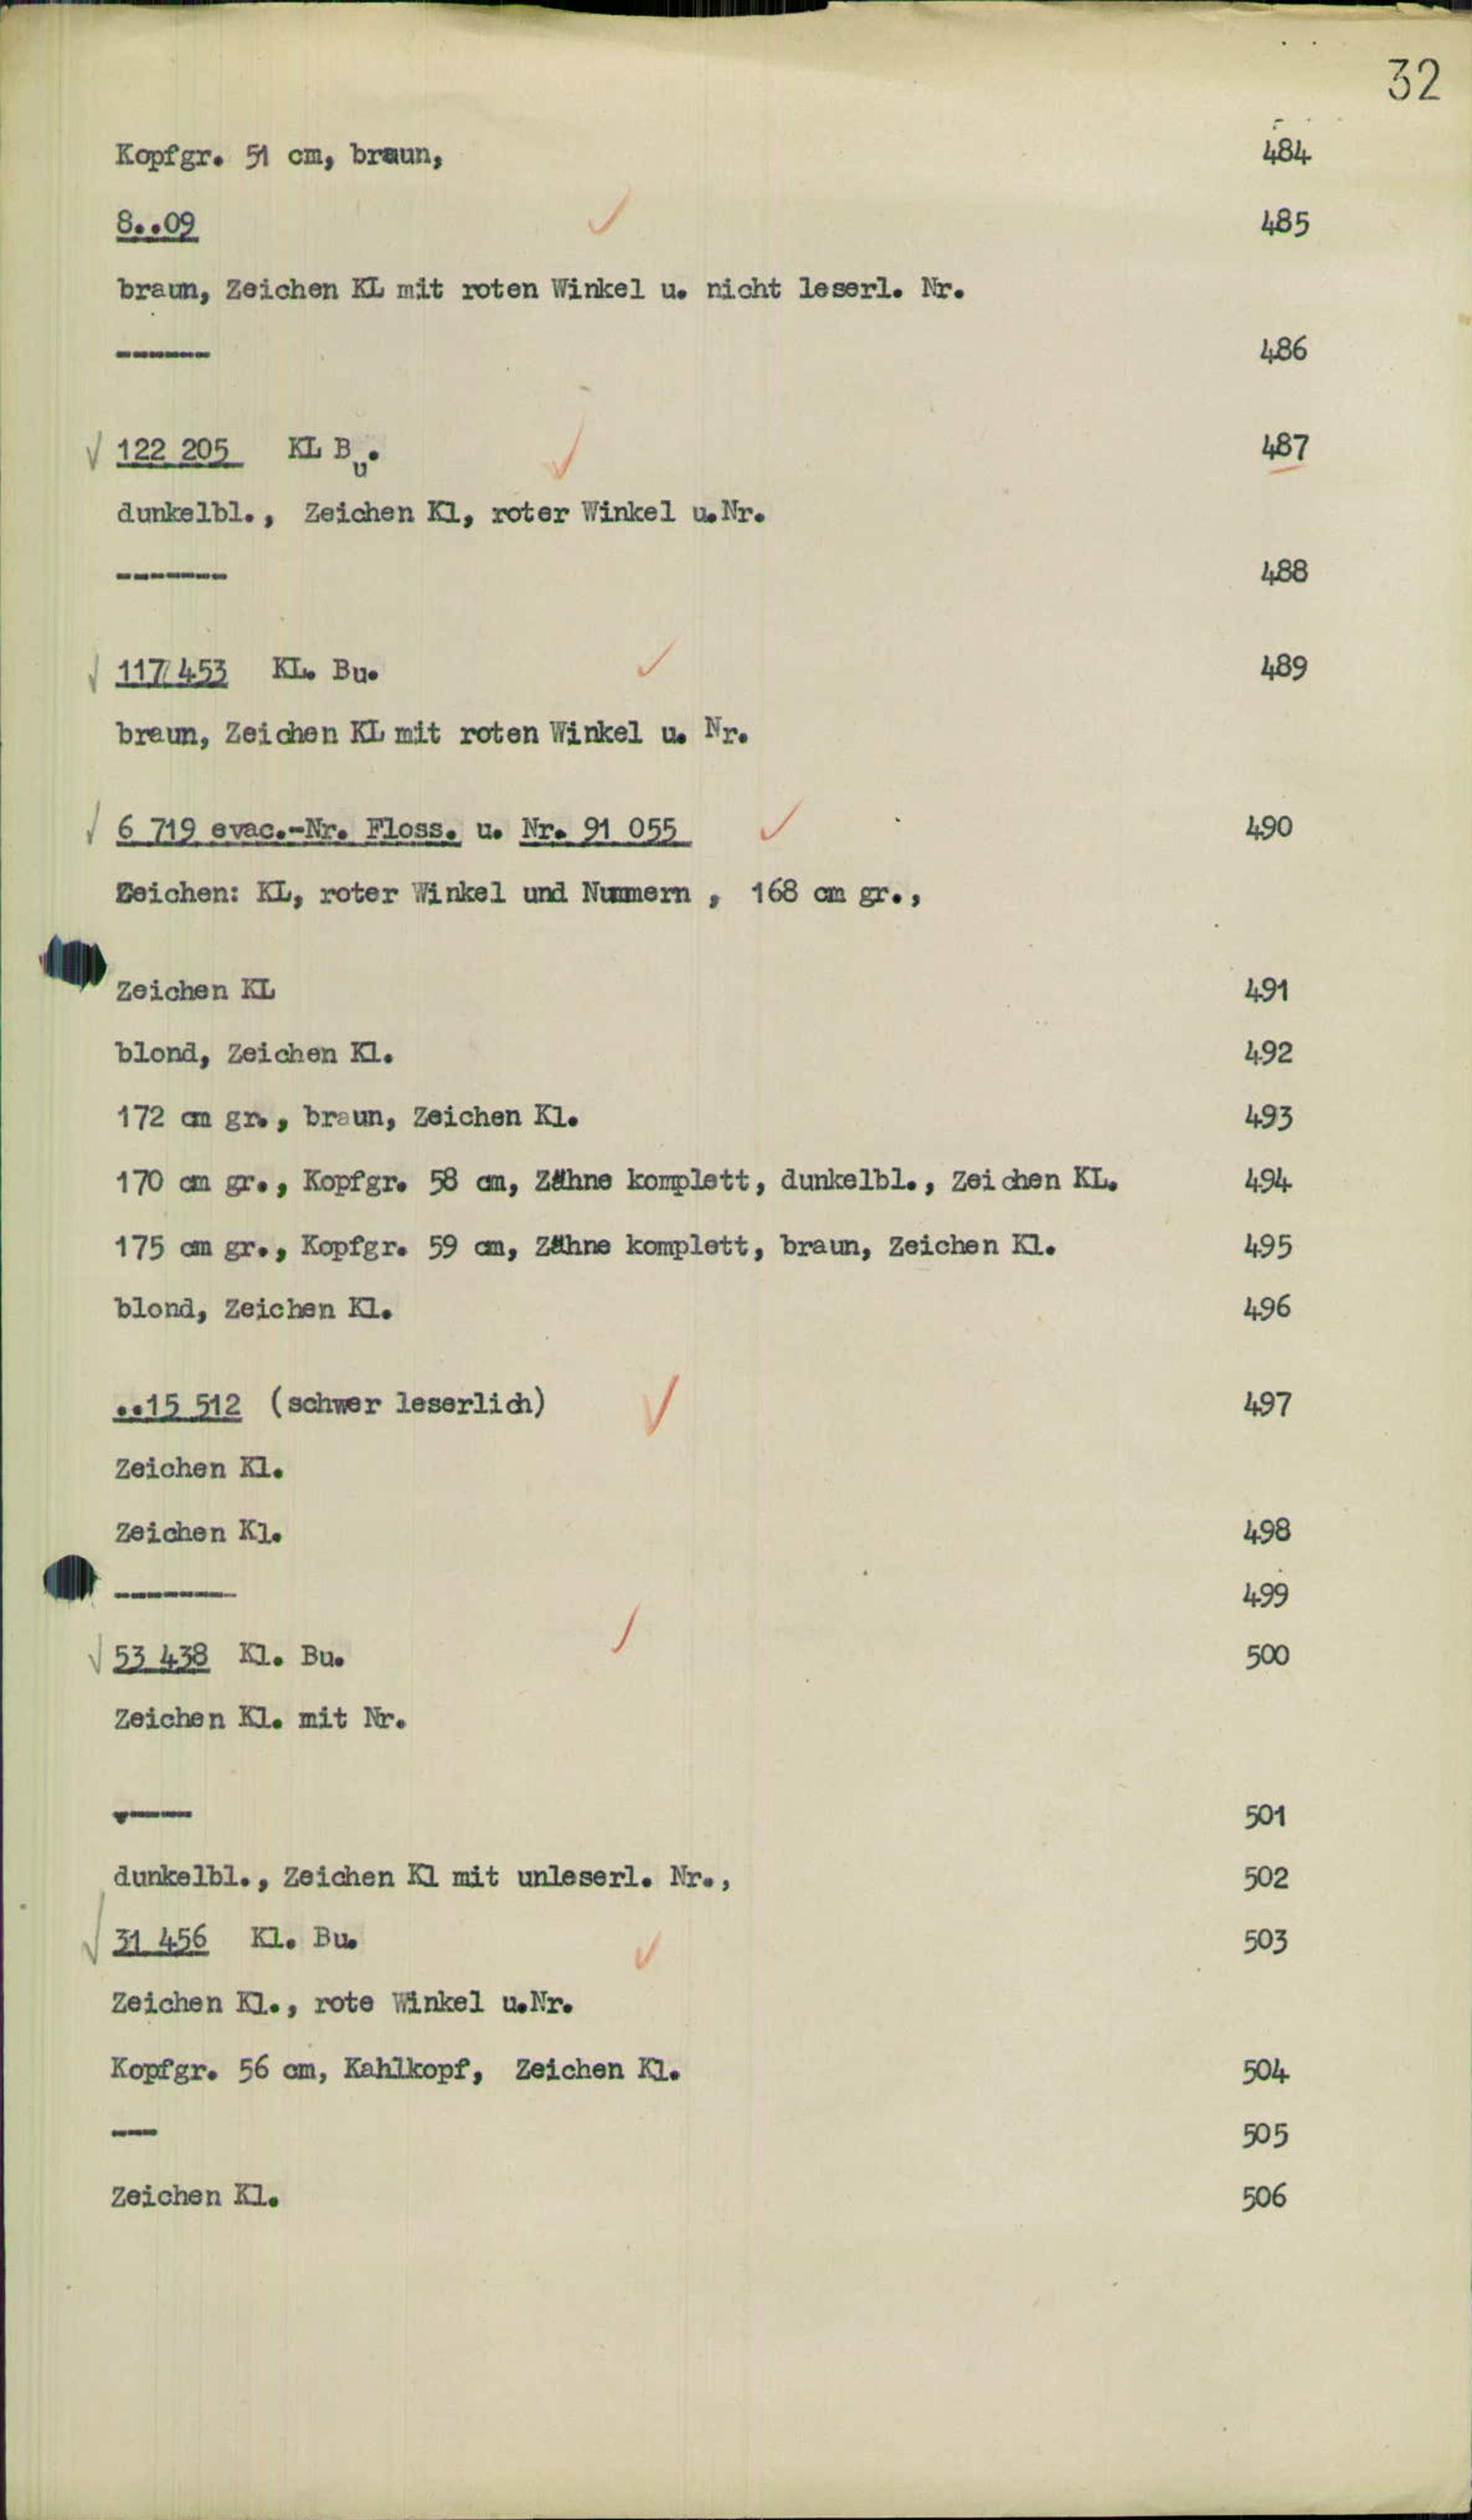 32
Kopfgr. 51 cm, braun, 484
8..09 485
braun, Zeichen KL mit roten Winkel u. nicht leserl. Nr.
------ 486
122 205 KL Bu. 487
dunkelbl., Zeichen Kl, roter Winkel u.Nr.
------- 488
117 453 KL. Bu. 489
braun, Zeichen KL mit roten Winkel u. Nr.
6 719 evac.-Nr. Floss. u. Nr. 91 055 490
Zeichen: KL, roter Winkel und Nummern , 168 cm gr.,
Zeichen KL 491
blond, Zeichen Kl. 492
172 cm gr., braun, Zeichen Kl. 493
170 cm gr., Kopfgr. 58 cm, Zähne komplett, dunkelbl., Zeichen KL. 494
175 cm gr., Kopfgr. 59 cm, Zähne komplett, braun, Zeichen Kl. 495
blond, Zeichen Kl. 496
..15 512 (schwer leserlich) 497
Zeichen Kl.
Zeichen Kl. 498
-------- 499
53 438 Kl. Bu. 500
Zeichen Kl. mit Nr.
----- 501
dunkelbl., Zeichen Kl mit unleserl. Nr., 502
31 456 Kl. Bu. 503
Zeichen Kl., rote Winkel u.Nr.
Kopfgr. 56 cm, Kahlkopf, Zeichen Kl. 504
--- 505
Zeichen Kl. 506